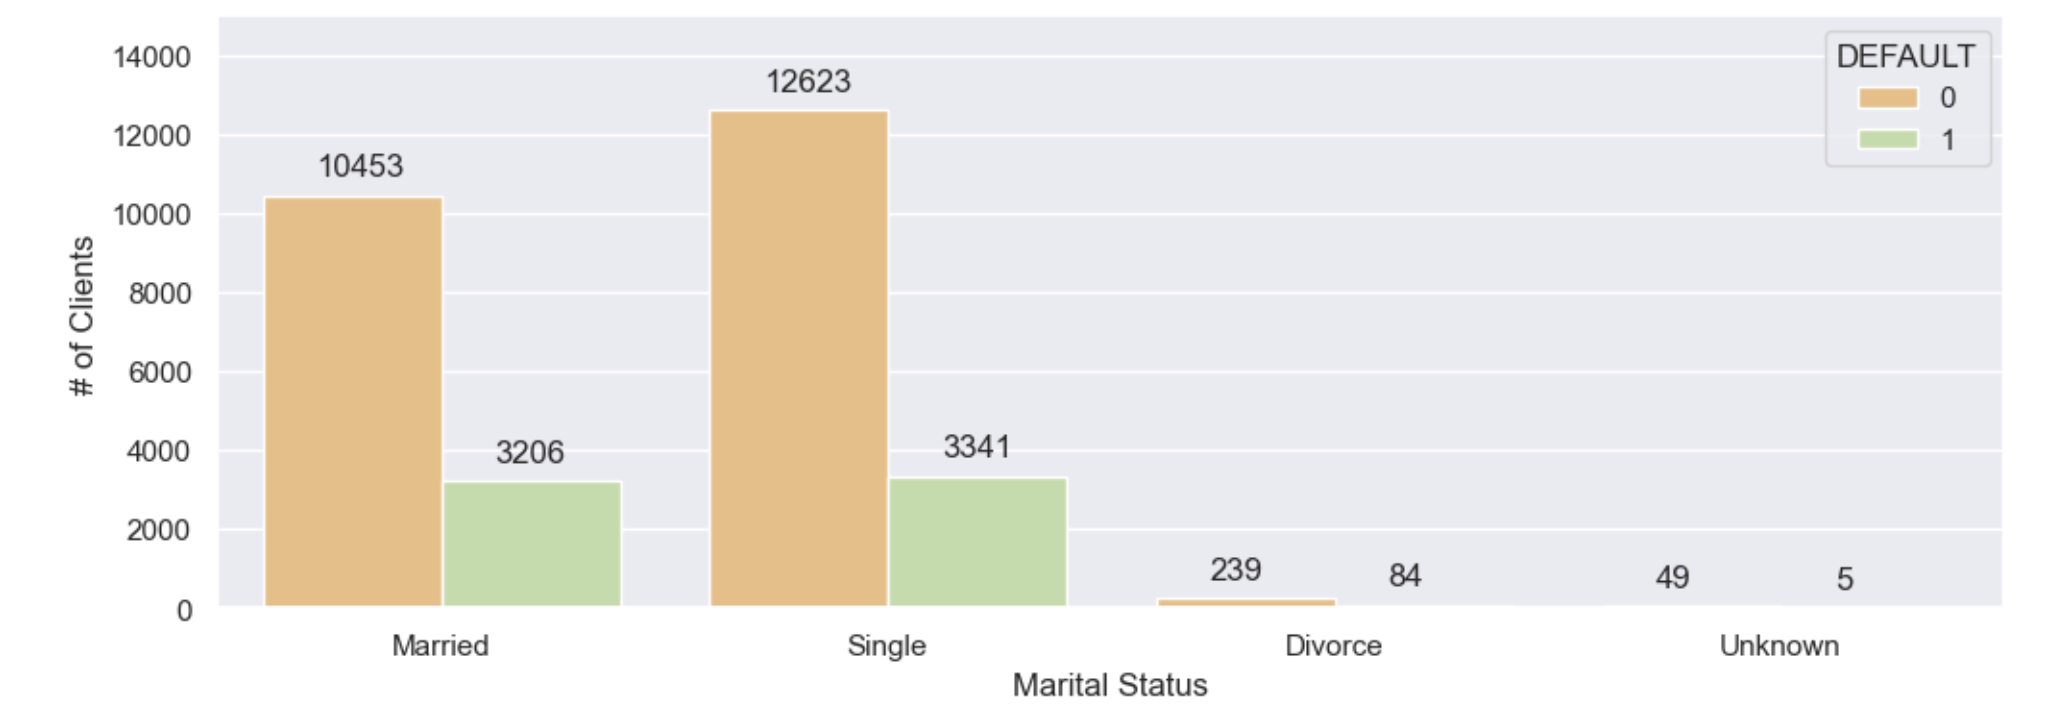 DEFAULT
0
1
# of Clients
14000
12000
10000
8000
6000
4000
2000
0
10453
3206
12623
3341
239
84
49
5
Married
Single
Divorce
Unknown
Marital Status